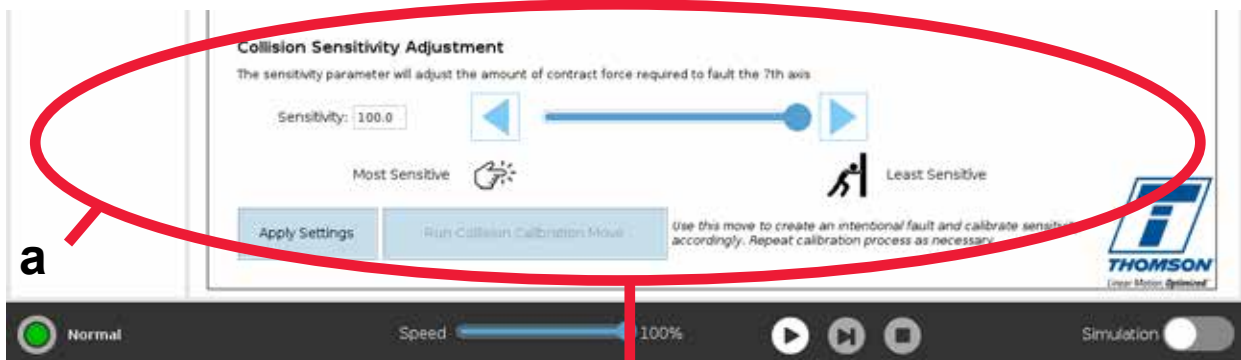 Collision Sensitivity Adjustment
The sensitivity parameter will adjust the amount of contract force required to fault the 7th axis
Sensitivity: 100.0
Most Sensitive
Least Sensitive
Apply Settings
Run Collision Calibration Move
Use this move to create an intentional fault and calibrate
accordingly. Repeat calibration process as necessary.
a
THOMSON
Linear Motion. Optimized
Normal
Speed
100%
Simulation